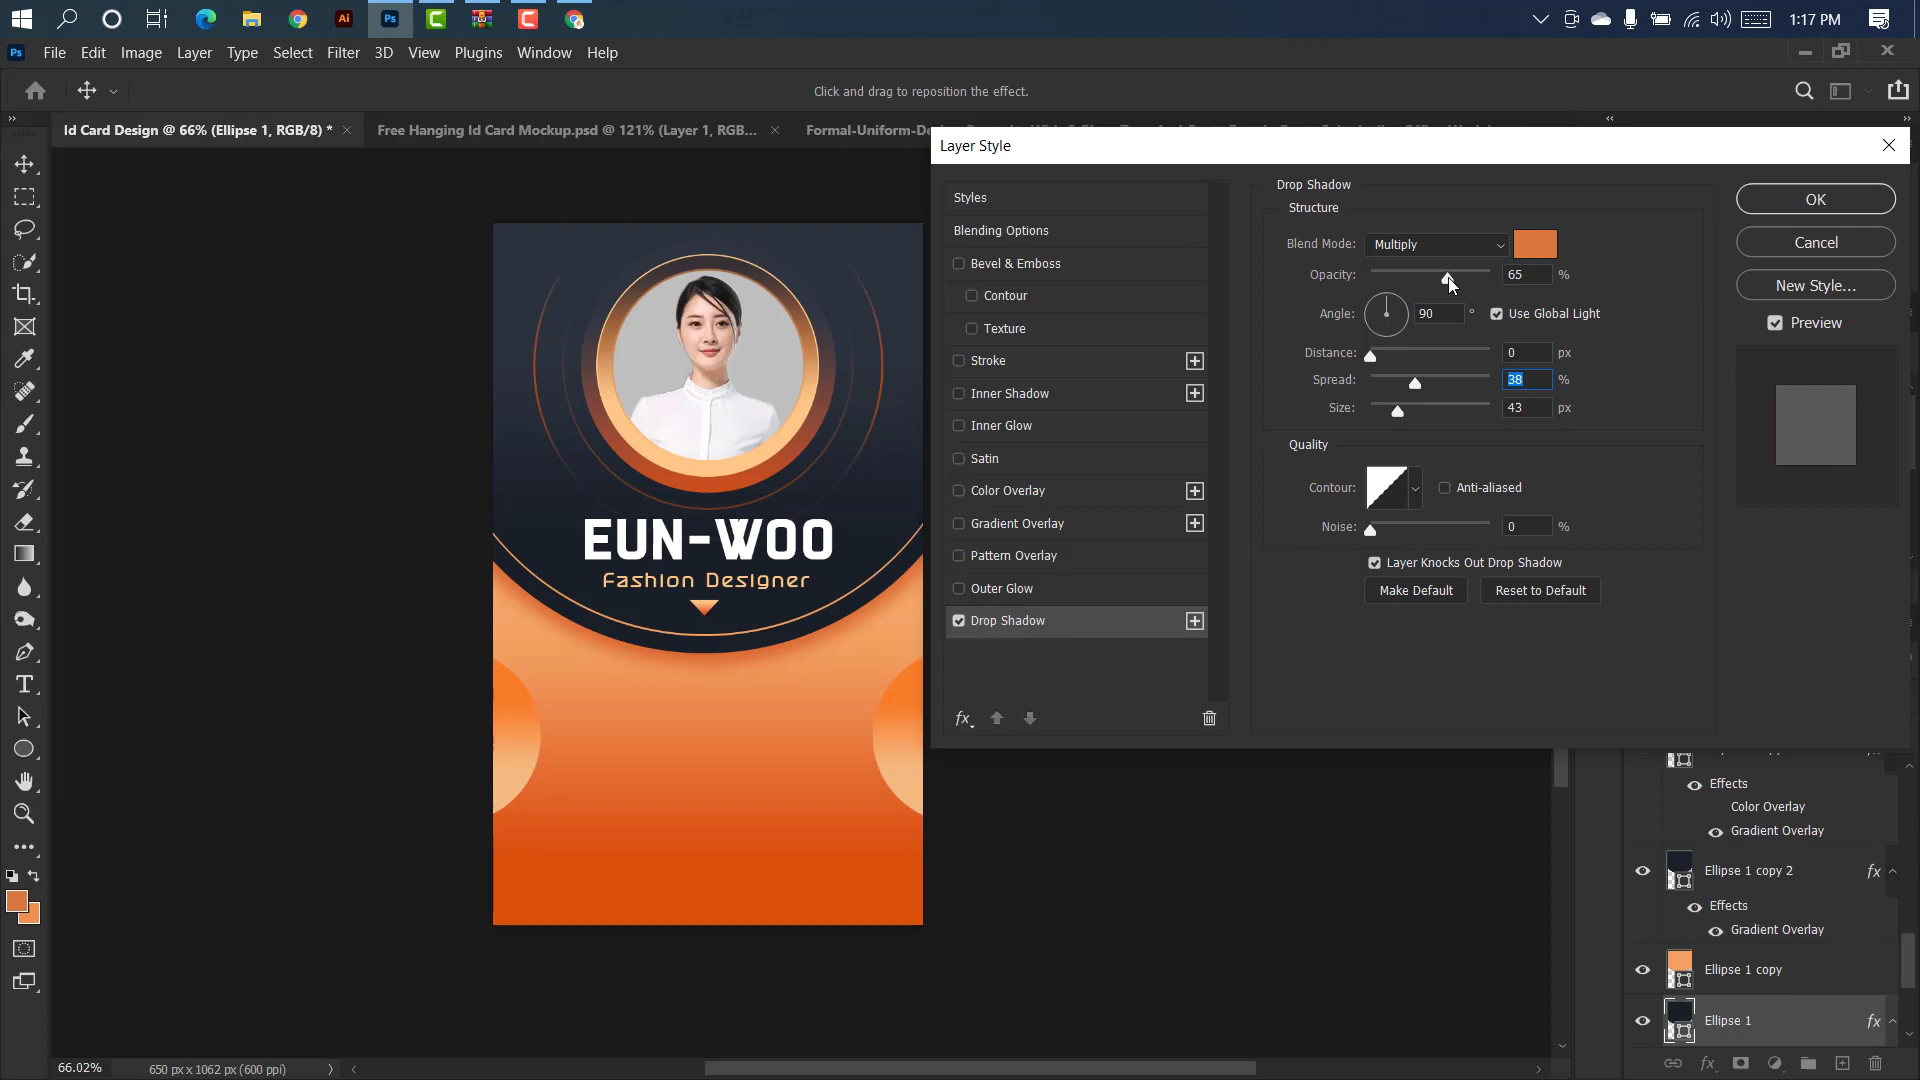 1:17 PM
File Edit Image Layer Type Select Filter 3D View Plugins Window Help
Click and drag to reposition the effect.
Id Card Design @ 66% (Ellipse 1, RGB/8) *
Free Hanging Id Card Mockup.psd @ 121% (Layer 1, RGB...
Layer Style
Styles
Blending Options
Bevel & Emboss
Contour
Texture
Stroke
Inner Shadow
Inner Glow
Satin
Color Overlay
Gradient Overlay
Pattern Overlay
Outer Glow
Drop Shadow
fx
Drop Shadow
Structure
Blend Mode: Multiply
Opacity: 65 %
Angle: 90 ° Use Global Light
Distance: 0 px
Spread: 38 %
Size: 43 px
Quality
Contour: Anti-aliased
Noise: 0 %
Layer Knocks Out Drop Shadow
Make Default Reset to Default
OK
Cancel
New Style...
Preview
EUN-WOO
Fashion Designer
Effects
Color Overlay
Gradient Overlay
Ellipse 1 copy 2 fx
Effects
Gradient Overlay
Ellipse 1 copy
Ellipse 1 fx
66.02% 650 px x 1062 px (600 ppi)